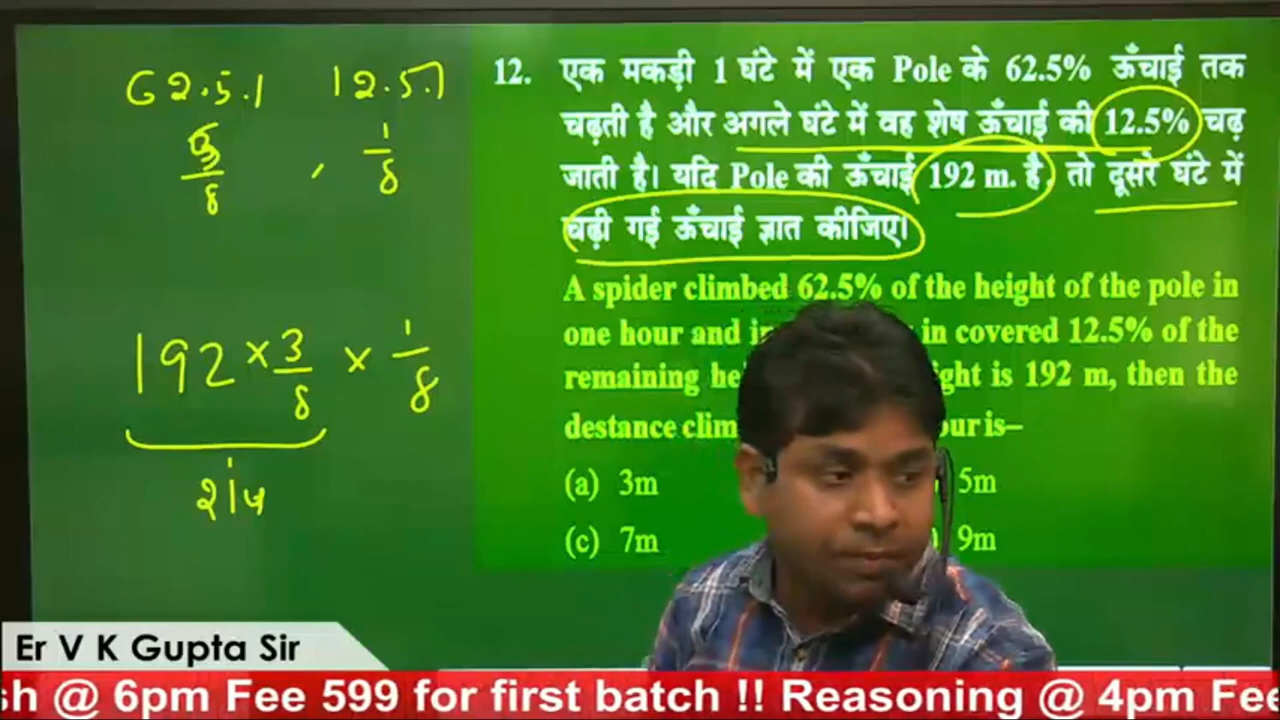 62.5% 12.5%
5/8 , 1/8
192 × 3/8 × 1/8
शेष
12. एक मकड़ी 1 घंटे में एक Pole के 62.5% ऊँचाई तक
चढ़ती है और अगले घंटे में वह शेष ऊँचाई की 12.5% चढ़
जाती है। यदि Pole की ऊँचाई 192 m. है, तो दूसरे घंटे में
चढ़ी गई ऊँचाई ज्ञात कीजिए।
A spider climbed 62.5% of the height of the pole in
one hour and in covered 12.5% of the
remaining ght is 192 m, then the
destance is–
(a) 3m 5m
(c) 7m 9m
Er V K Gupta Sir
@ 6pm Fee 599 for first batch !! Reasoning @ 4pm Fee